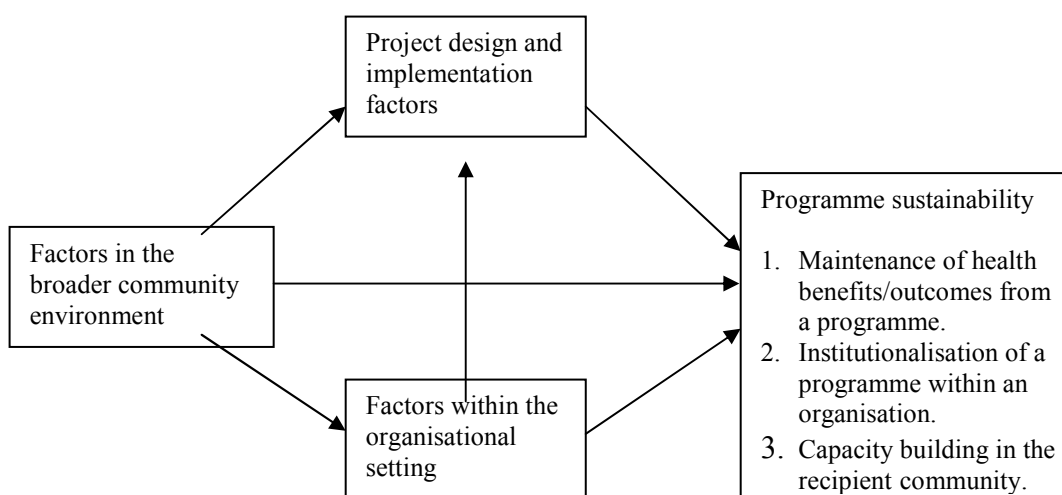 Project design and
implementation
factors
Factors in the
broader community
environment
Factors within the
organisational
setting
Programme sustainability
1. Maintenance of health
benefits/outcomes from
a programme.
2. Institutionalisation of a
programme within an
organisation.
3. Capacity building in the
recipient community.